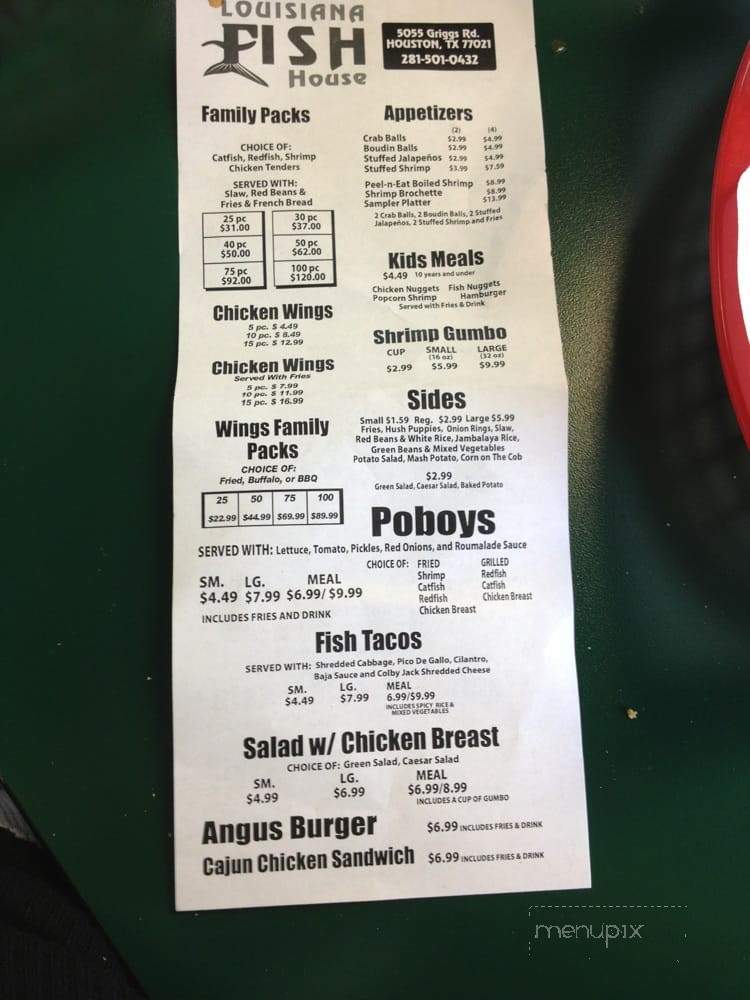 LOUISIANA
FISH
House
5055 Griggs Rd.
HOUSTON, TX 77021
281-501-0432
Family Packs
CHOICE OF:
Catfish, Redfish, Shrimp
Chicken Tenders
SERVED WITH:
Slaw, Red Beans &
Fries & French Bread
25 pc 30 pc
$31.00 $37.00
40 pc 50 pc
$50.00 $62.00
75 pc 100 pc
$92.00 $120.00
Chicken Wings
5 pc. $ 4.49
10 pc. $ 8.49
15 pc. $ 12.99
Chicken Wings
Served With Fries
5 pc. $ 7.99
10 pc. $ 11.99
15 pc. $ 16.99
Wings Family
Packs
CHOICE OF:
Fried, Buffalo, or BBQ
25 50 75 100
$22.99 $44.99 $69.99 $89.99
Appetizers
(2) (4)
Crab Balls $2.99 $4.99
Boudin Balls $2.99 $4.99
Stuffed Jalapeños $2.99 $4.99
Stuffed Shrimp $3.99 $7.59
Peel-n-Eat Boiled Shrimp $8.99
Shrimp Brochette $8.99
Sampler Platter $13.99
2 Crab Balls, 2 Boudin Balls, 2 Stuffed
Jalapeños, 2 Stuffed Shrimp and Fries
Kids Meals
$4.49 10 years and under
Chicken Nuggets Fish Nuggets
Popcorn Shrimp Hamburger
Served with Fries & Drink
Shrimp Gumbo
CUP SMALL LARGE
(16 oz) (32 oz)
$2.99 $5.99 $9.99
Sides
Small $1.59 Reg. $2.99 Large $5.99
Fries, Hush Puppies, Onion Rings, Slaw,
Red Beans & White Rice, Jambalaya Rice,
Green Beans & Mixed Vegetables
Potato Salad, Mash Potato, Corn on The Cob
$2.99
Green Salad, Caesar Salad, Baked Potato
Poboys
SERVED WITH: Lettuce, Tomato, Pickles, Red Onions, and Roumalade Sauce
SM. LG. MEAL
$4.49 $7.99 $6.99/ $9.99
INCLUDES FRIES AND DRINK
CHOICE OF: FRIED GRILLED
Shrimp Redfish
Catfish Catfish
Redfish Chicken Breast
Chicken Breast
Fish Tacos
SERVED WITH: Shredded Cabbage, Pico De Gallo, Cilantro,
Baja Sauce and Colby Jack Shredded Cheese
SM. LG. MEAL
$4.49 $7.99 6.99/$9.99
INCLUDES SPICY RICE &
MIXED VEGETABLES
Salad w/ Chicken Breast
CHOICE OF: Green Salad, Caesar Salad
SM. LG. MEAL
$4.99 $6.99 $6.99/8.99
INCLUDES A CUP OF GUMBO
Angus Burger $6.99 INCLUDES FRIES & DRINK
Cajun Chicken Sandwich $6.99 INCLUDES FRIES & DRINK
menupix